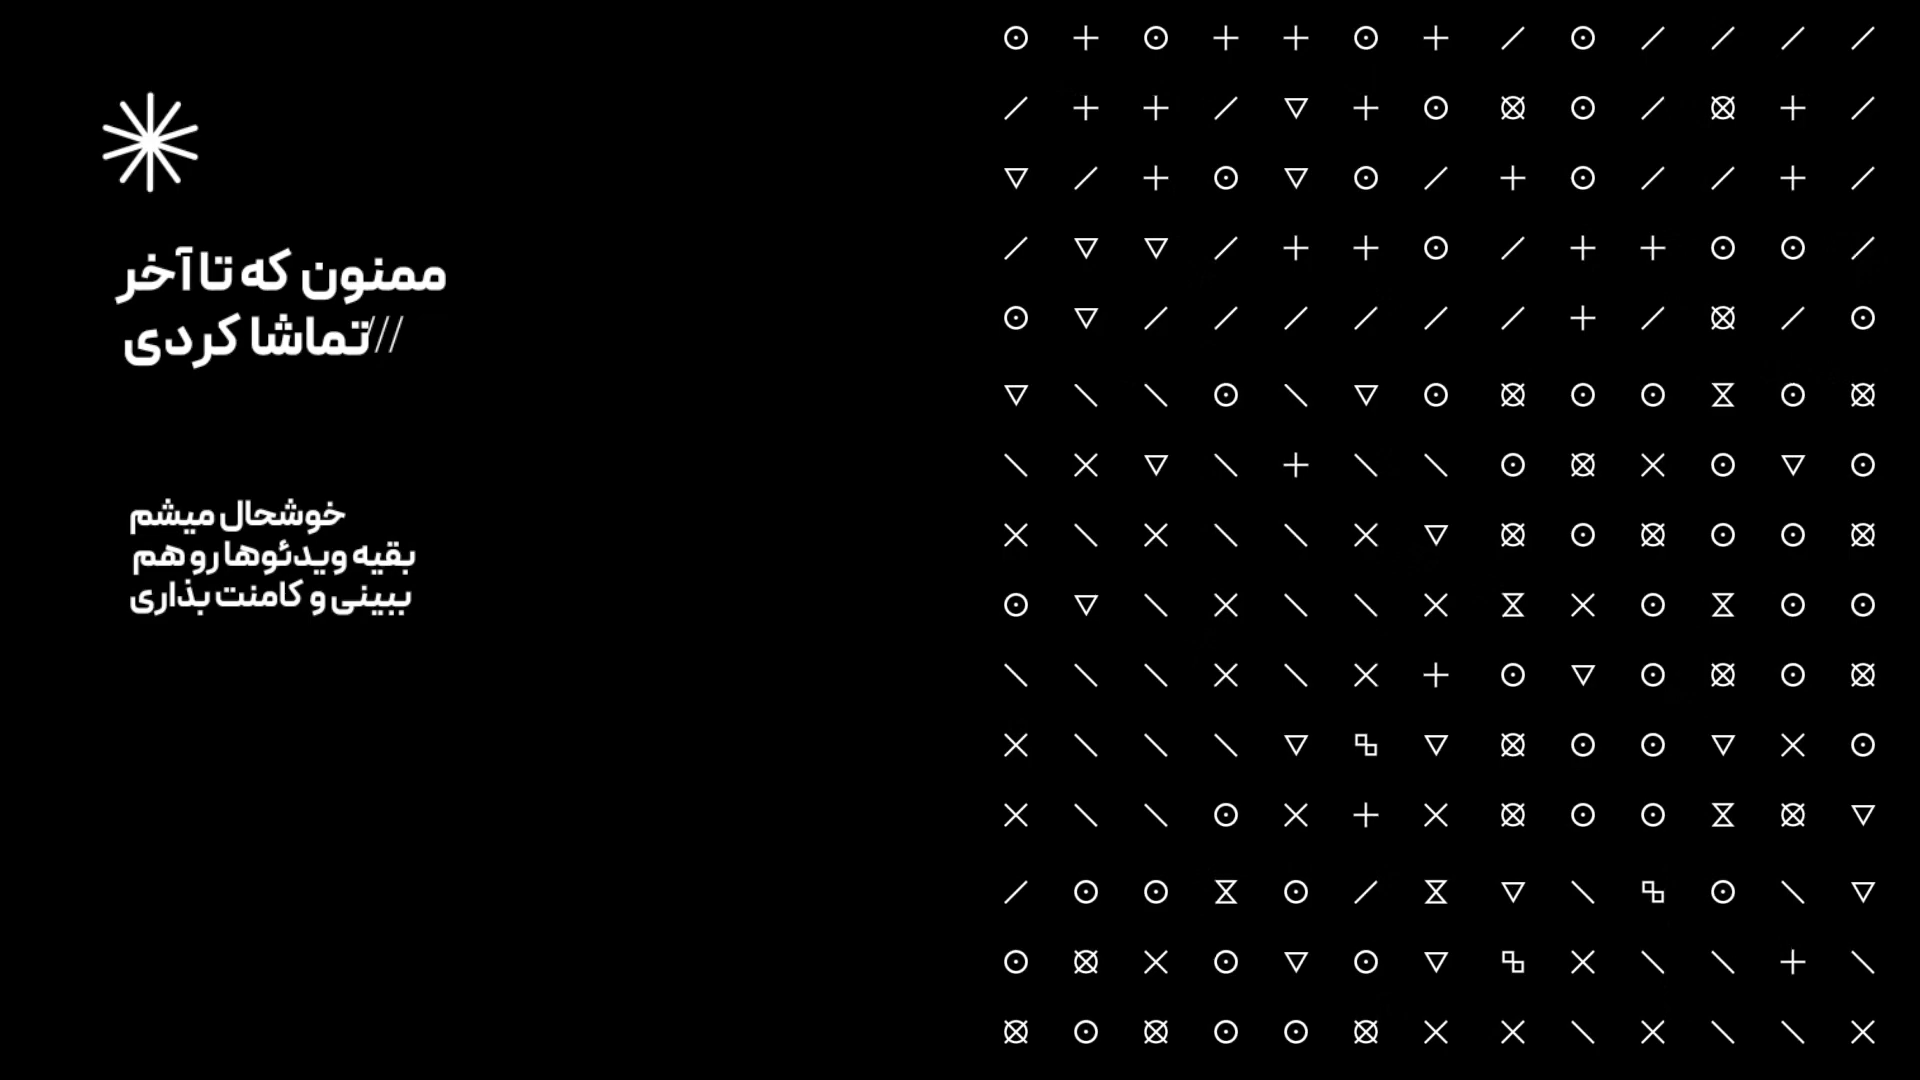 ممنون که تا آخر
///تماشا کردی
خوشحال میشم
بقیه ویدئوها رو هم
ببینی و کامنت بذاری